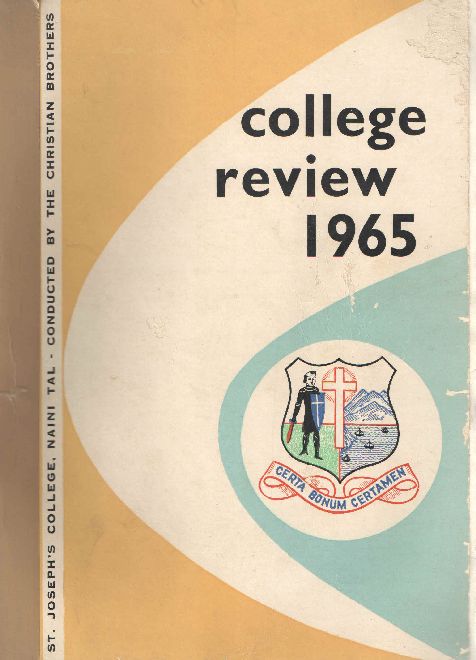 college
review
1965
CERTA BONUM CERTAMEN
ST. JOSEPH'S COLLEGE, NAINI TAL - CONDUCTED BY THE CHRISTIAN BROTHERS